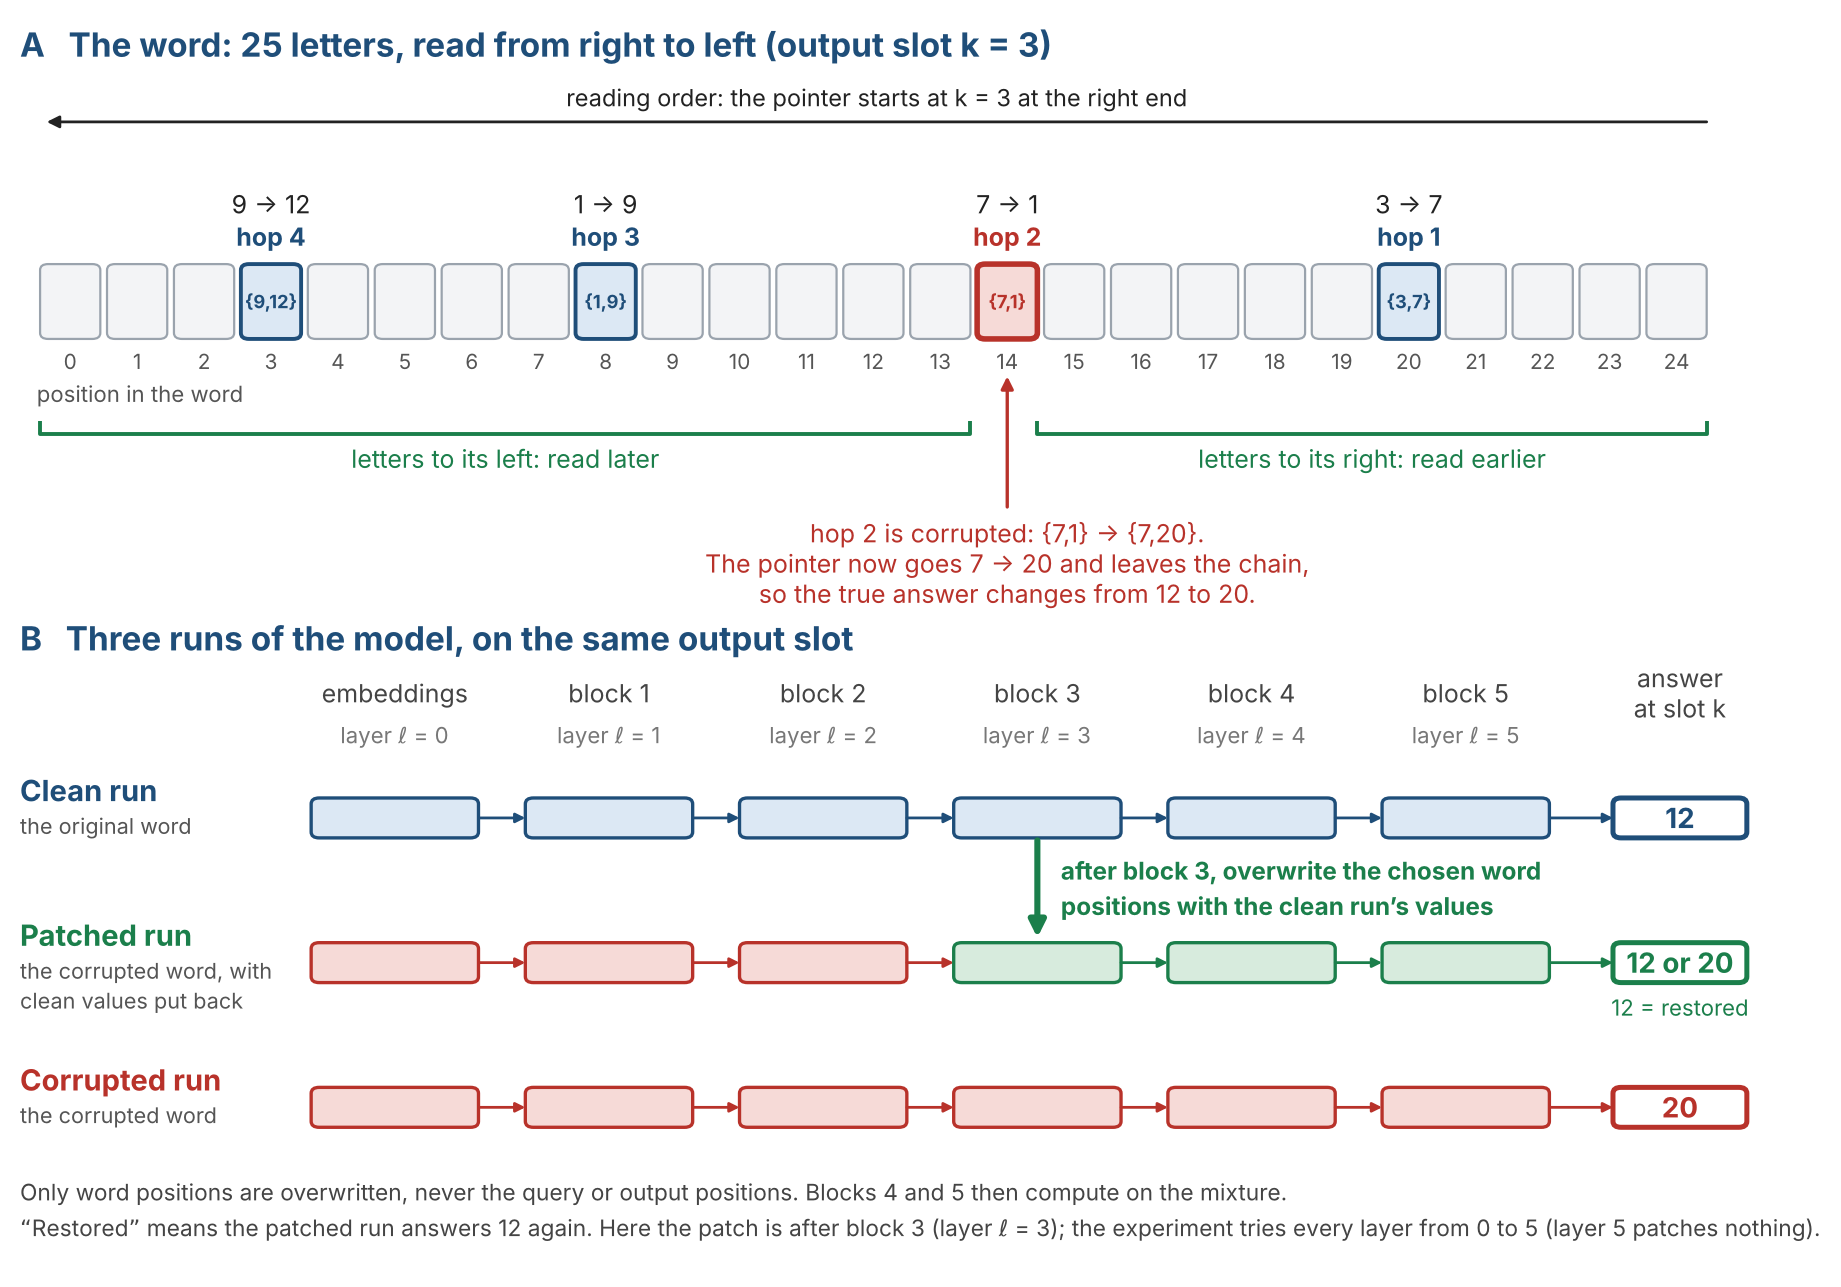 A The word: 25 letters, read from right to left (output slot k = 3)
reading order: the pointer starts at k = 3 at the right end
9 → 12 1 → 9 7 → 1 3 → 7
hop 4 hop 3 hop 2 hop 1
{9,12} {1,9} {7,1} {3,7}
0 1 2 3 4 5 6 7 8 9 10 11 12 13 14 15 16 17 18 19 20 21 22 23 24
position in the word
letters to its left: read later letters to its right: read earlier
hop 2 is corrupted: {7,1} → {7,20}.
The pointer now goes 7 → 20 and leaves the chain,
so the true answer changes from 12 to 20.
B Three runs of the model, on the same output slot
embeddings block 1 block 2 block 3 block 4 block 5 answer
at slot k
layer ℓ = 0 layer ℓ = 1 layer ℓ = 2 layer ℓ = 3 layer ℓ = 4 layer ℓ = 5
Clean run
the original word
12
after block 3, overwrite the chosen word
positions with the clean run’s values
Patched run
the corrupted word, with
clean values put back
12 or 20
12 = restored
Corrupted run
the corrupted word
20
Only word positions are overwritten, never the query or output positions. Blocks 4 and 5 then compute on the mixture.
“Restored” means the patched run answers 12 again. Here the patch is after block 3 (layer ℓ = 3); the experiment tries every layer from 0 to 5 (layer 5 patches nothing).